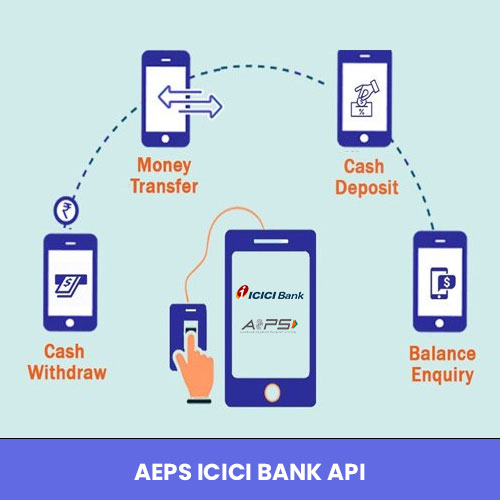 Money
Transfer
Cash
Deposit
₹
$
%
$
$
ICICI Bank
AePS
Cash
Withdraw
Balance
Enquiry
AEPS ICICI BANK API